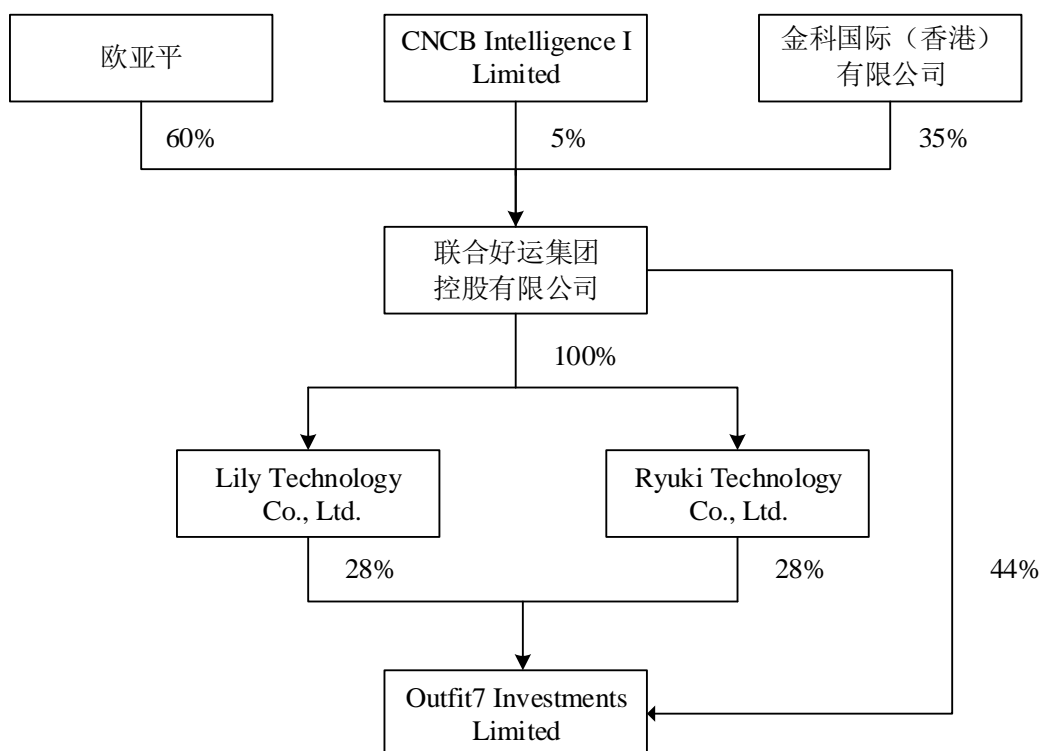 欧亚平
CNCB Intelligence I
Limited
金科国际（香港）
有限公司
60%
5%
35%
联合好运集团
控股有限公司
100%
Lily Technology
Co., Ltd.
Ryuki Technology
Co., Ltd.
28%
28%
44%
Outfit7 Investments
Limited